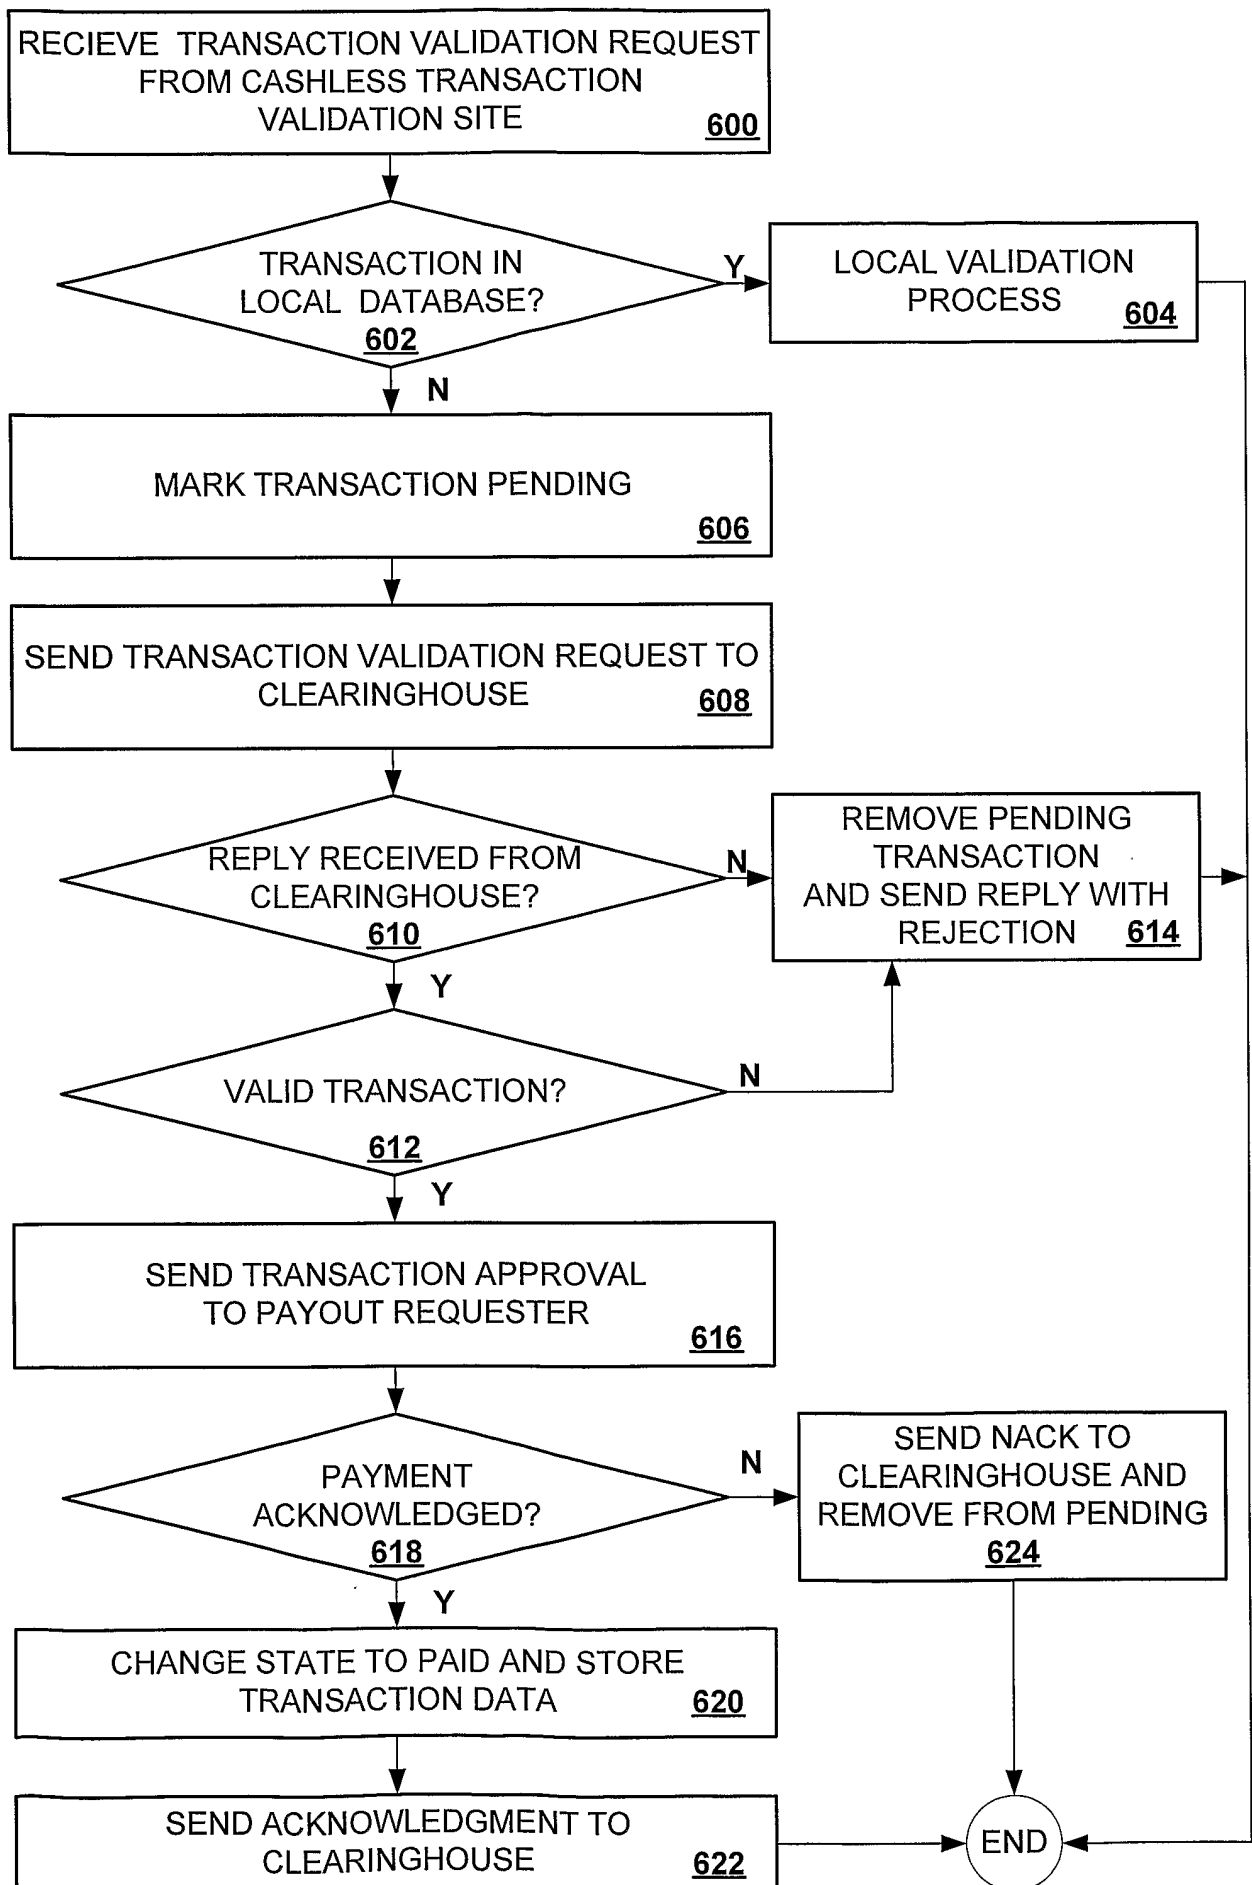 RECIEVE TRANSACTION VALIDATION REQUEST
FROM CASHLESS TRANSACTION
VALIDATION SITE
600
TRANSACTION IN
LOCAL DATABASE?
602
Y
LOCAL VALIDATION
PROCESS
604
N
MARK TRANSACTION PENDING
606
SEND TRANSACTION VALIDATION REQUEST TO
CLEARINGHOUSE
608
REPLY RECEIVED FROM
CLEARINGHOUSE?
610
N
REMOVE PENDING
TRANSACTION
AND SEND REPLY WITH
REJECTION
614
Y
VALID TRANSACTION?
612
N
Y
SEND TRANSACTION APPROVAL
TO PAYOUT REQUESTER
616
PAYMENT
ACKNOWLEDGED?
618
N
SEND NACK TO
CLEARINGHOUSE AND
REMOVE FROM PENDING
624
Y
CHANGE STATE TO PAID AND STORE
TRANSACTION DATA
620
SEND ACKNOWLEDGMENT TO
CLEARINGHOUSE
622
END